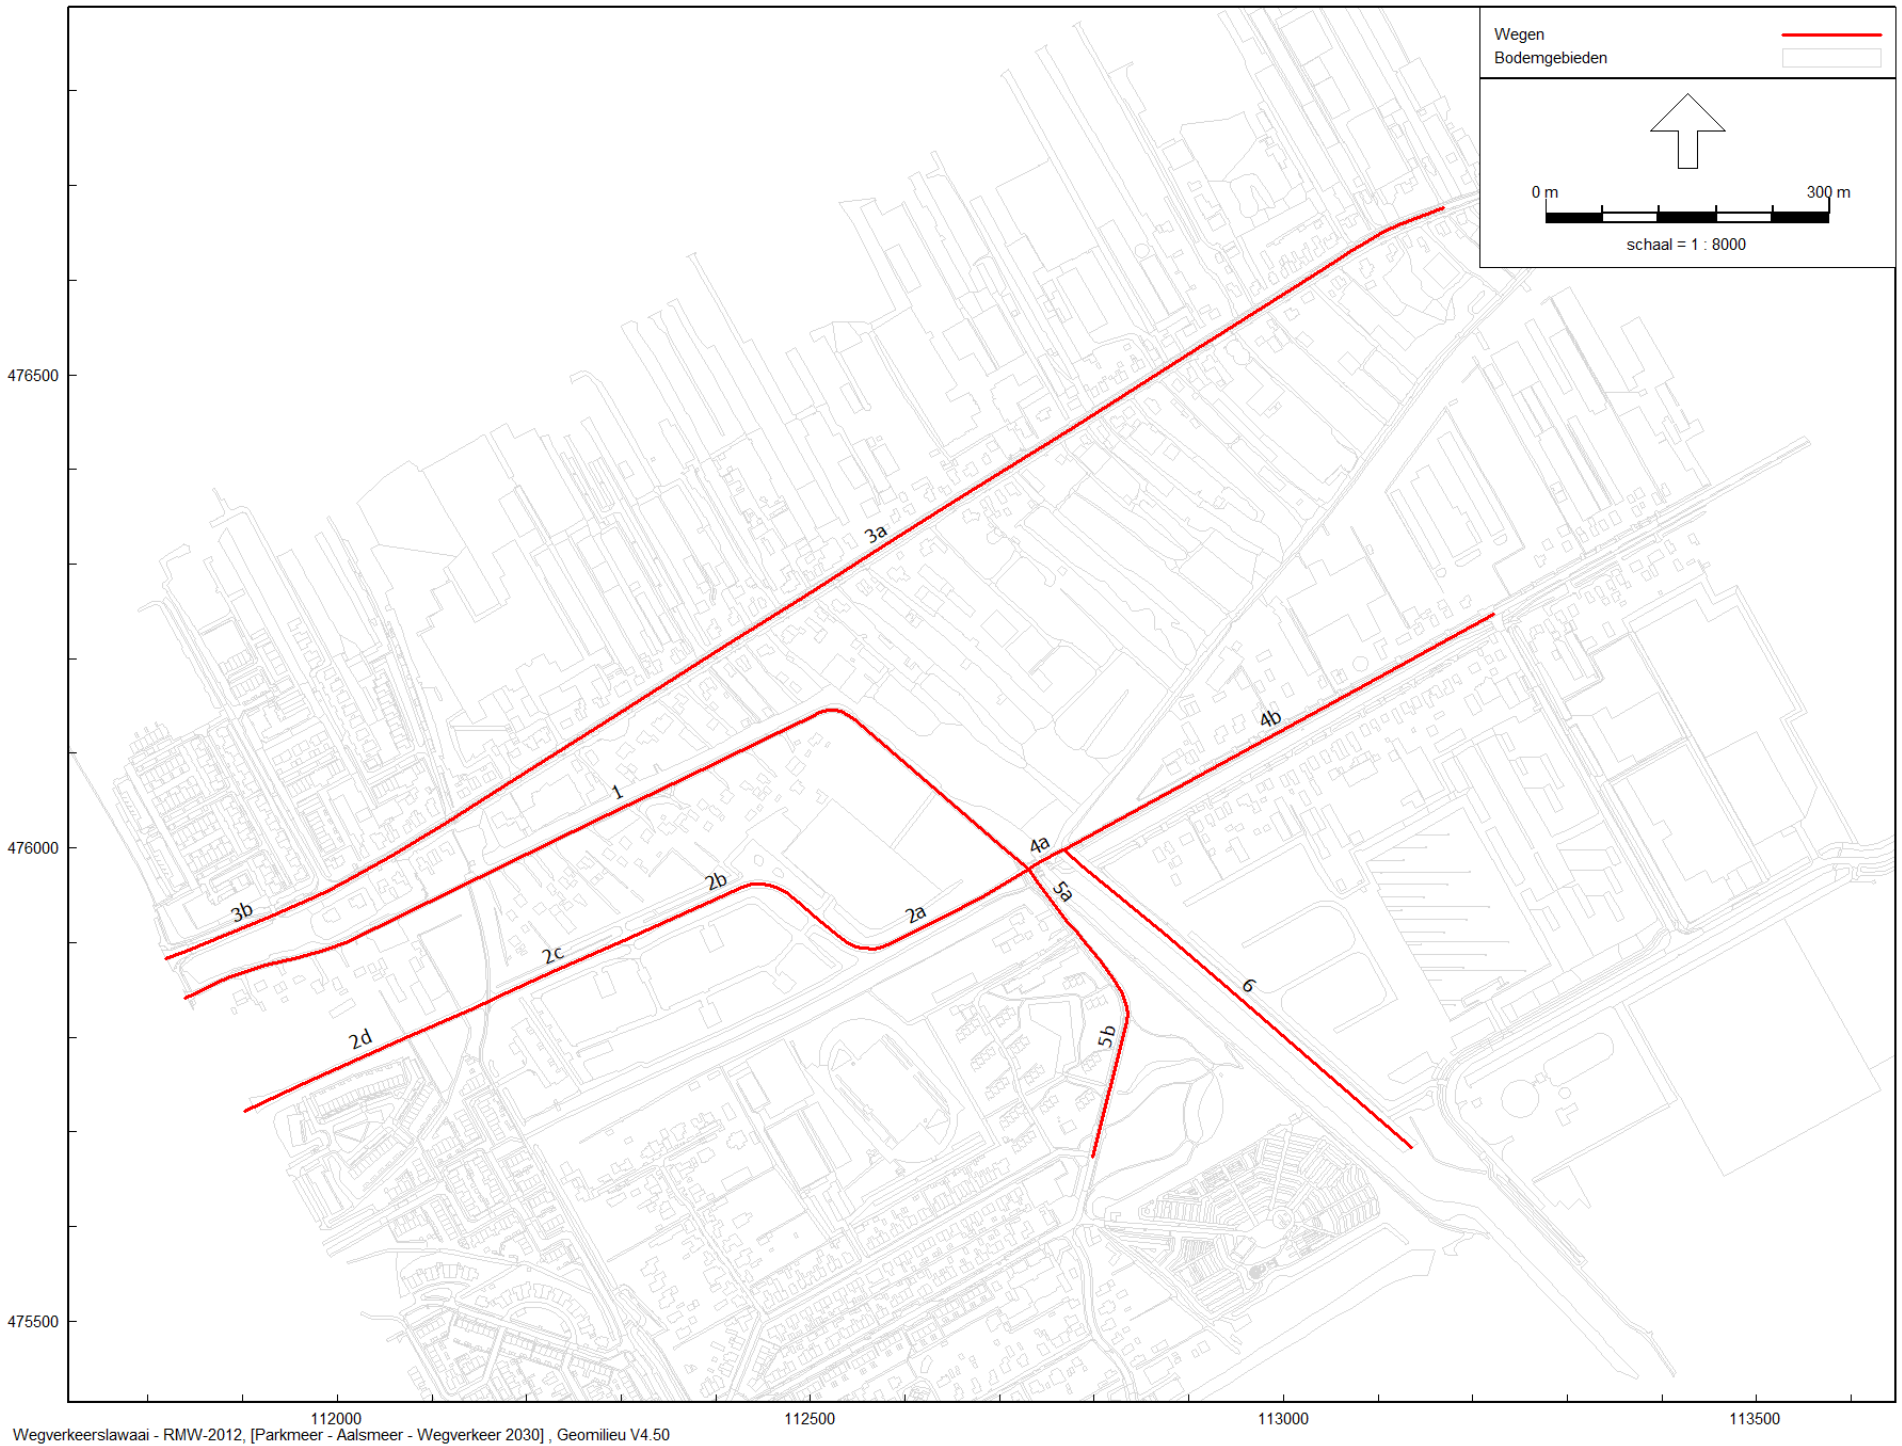 Wegen
Bodemgebieden
0 m 300 m
schaal = 1 : 8000
476500
3a
4b
1
476000
4a
2b
5a
3b
2a
2c
6
2d
5b
475500
112000 112500 113000 113500
Wegverkeerslawaai - RMW-2012, [Parkmeer - Aalsmeer - Wegverkeer 2030] , Geomilieu V4.50